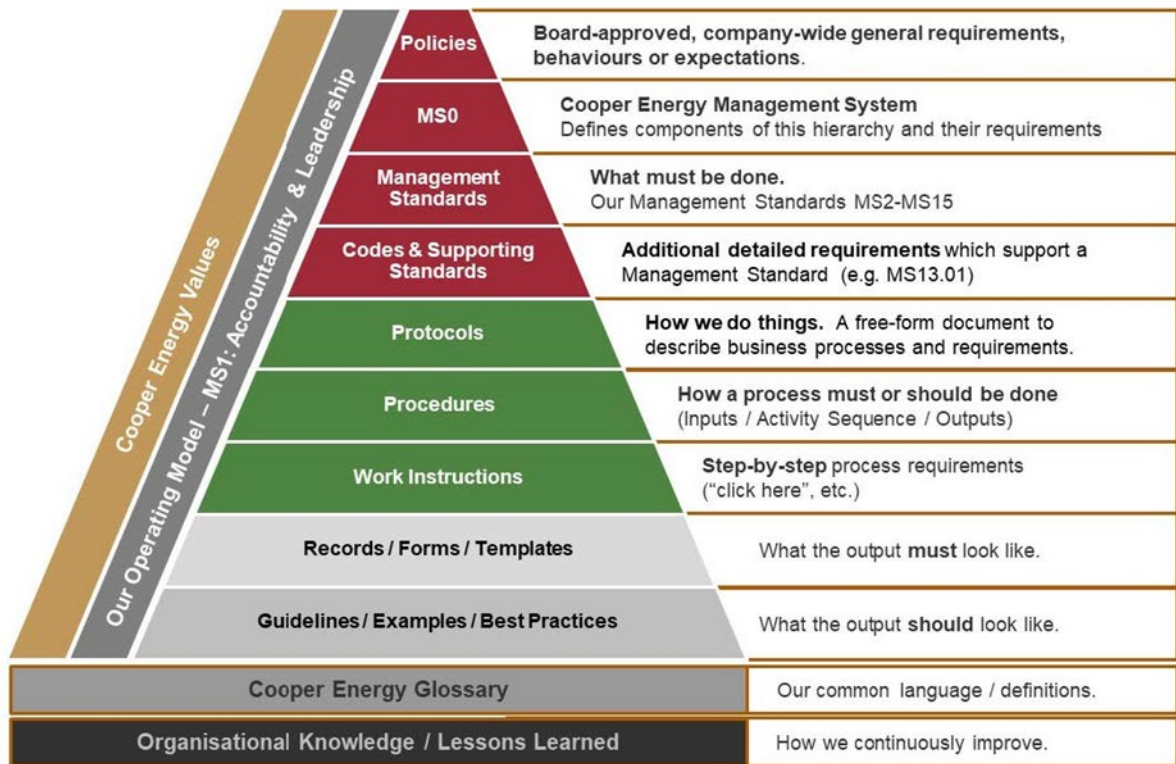 Cooper Energy Values
Our Operating Model – MS1: Accountability & Leadership
Policies
Board-approved, company-wide general requirements,
behaviours or expectations.
MS0
Cooper Energy Management System
Defines components of this hierarchy and their requirements
Management
Standards
What must be done.
Our Management Standards MS2-MS15
Codes & Supporting
Standards
Additional detailed requirements which support a
Management Standard (e.g. MS13.01)
Protocols
How we do things. A free-form document to
describe business processes and requirements.
Procedures
How a process must or should be done
(Inputs / Activity Sequence / Outputs)
Work Instructions
Step-by-step process requirements
(“click here”, etc.)
Records / Forms / Templates
What the output must look like.
Guidelines / Examples / Best Practices
What the output should look like.
Cooper Energy Glossary
Our common language / definitions.
Organisational Knowledge / Lessons Learned
How we continuously improve.